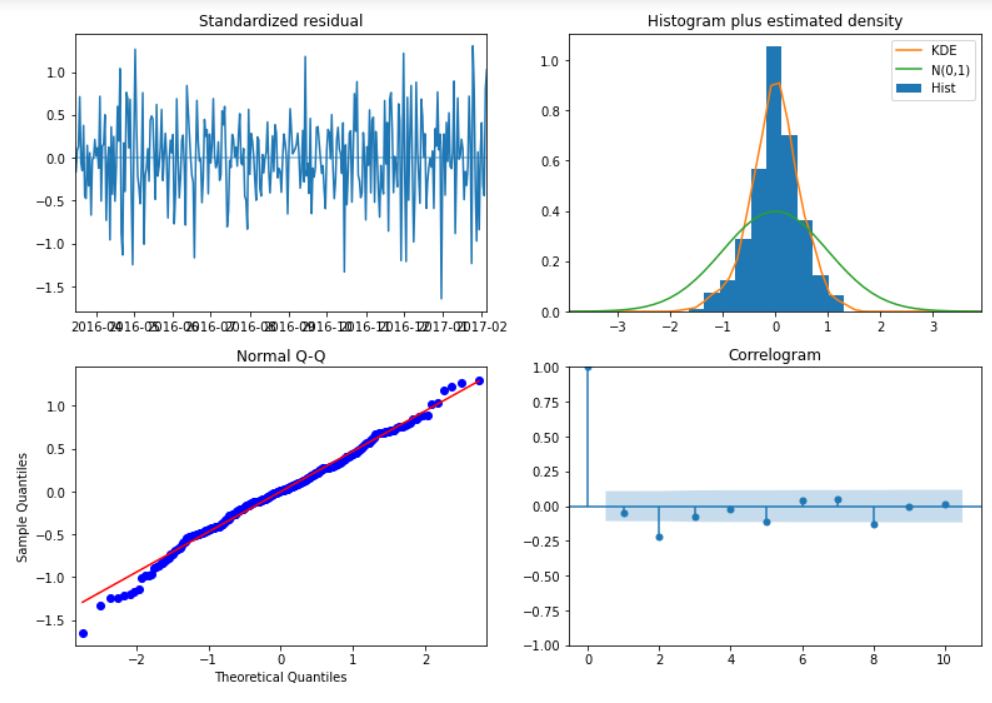 Standardized residual
1.0
0.5
0.0
−0.5
−1.0
−1.5
2016-04 2016-05 2016-06 2016-07 2016-08 2016-09 2016-10 2016-11 2016-12 2017-01 2017-02
Histogram plus estimated density
KDE
N(0,1)
Hist
1.0
0.8
0.6
0.4
0.2
0.0
−3 −2 −1 0 1 2 3
Normal Q-Q
Sample Quantiles
1.0
0.5
0.0
−0.5
−1.0
−1.5
−2 −1 0 1 2
Theoretical Quantiles
Correlogram
1.00
0.75
0.50
0.25
0.00
−0.25
−0.50
−0.75
−1.00
0 2 4 6 8 10